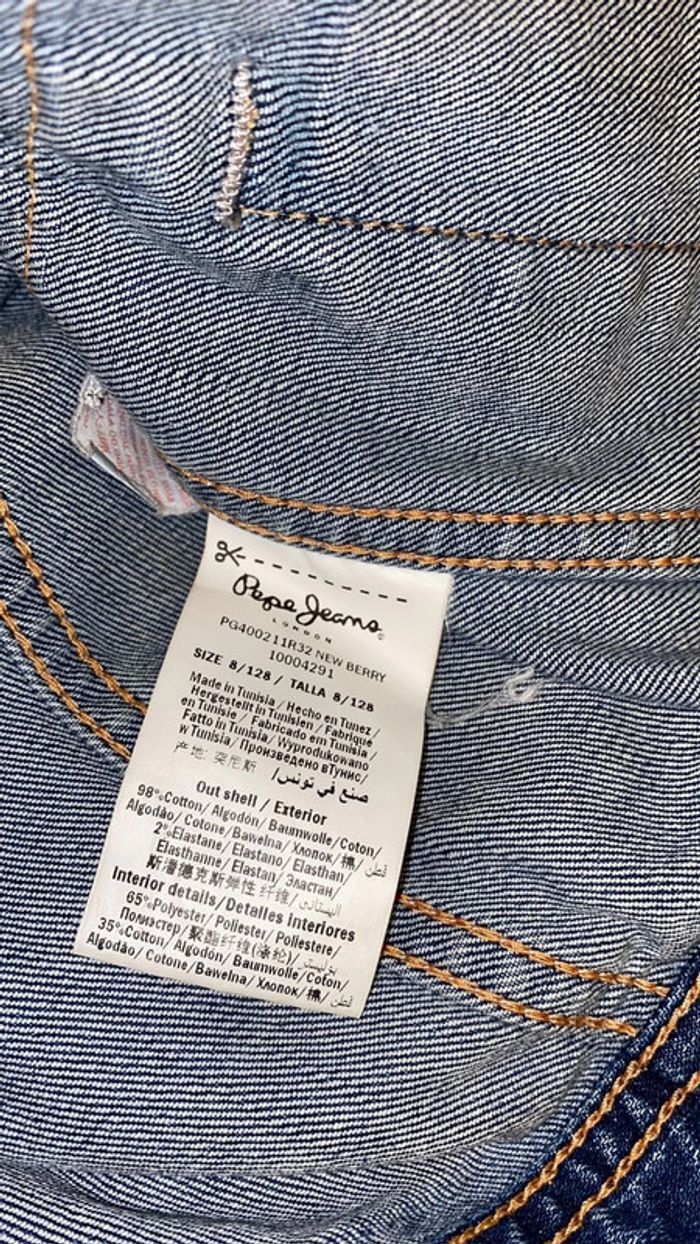 Pepe Jeans
LONDON
PG400211R32 NEW BERRY
10004291
SIZE 8/128 / TALLA 8/128
Made in Tunisia / Hecho en Tunez /
Hergestellt in Tunisien / Fabrique
en Tunisie / Fabricado em Tunisia /
Fatto in Tunisia / Wyprodukowano
w Tunisia / Произведено вТунис/
产地: 突尼斯
صنع في تونس/
Out shell / Exterior
98%Cotton/ Algodón/ Baumwolle/Coton/
Algodão/ Cotone/Bawelna/ Хлопок/ 棉/ قطن
2%Elastane/ Elastano/ Elasthan/
Elasthanne/ Elastan/ Эластан/
斯潘德克斯弹性纤维/
Interior details/Detalles interiores
65%Polyester/ Poliester/ Poliestere/
Полиэстер /聚酯纤维(涤纶)/ بوليستر
35%Cotton/ Algodón/ Baumwolle/Coton/
Algodão/ Cotone/Bawelna/ Хлопок/ 棉/ قطن